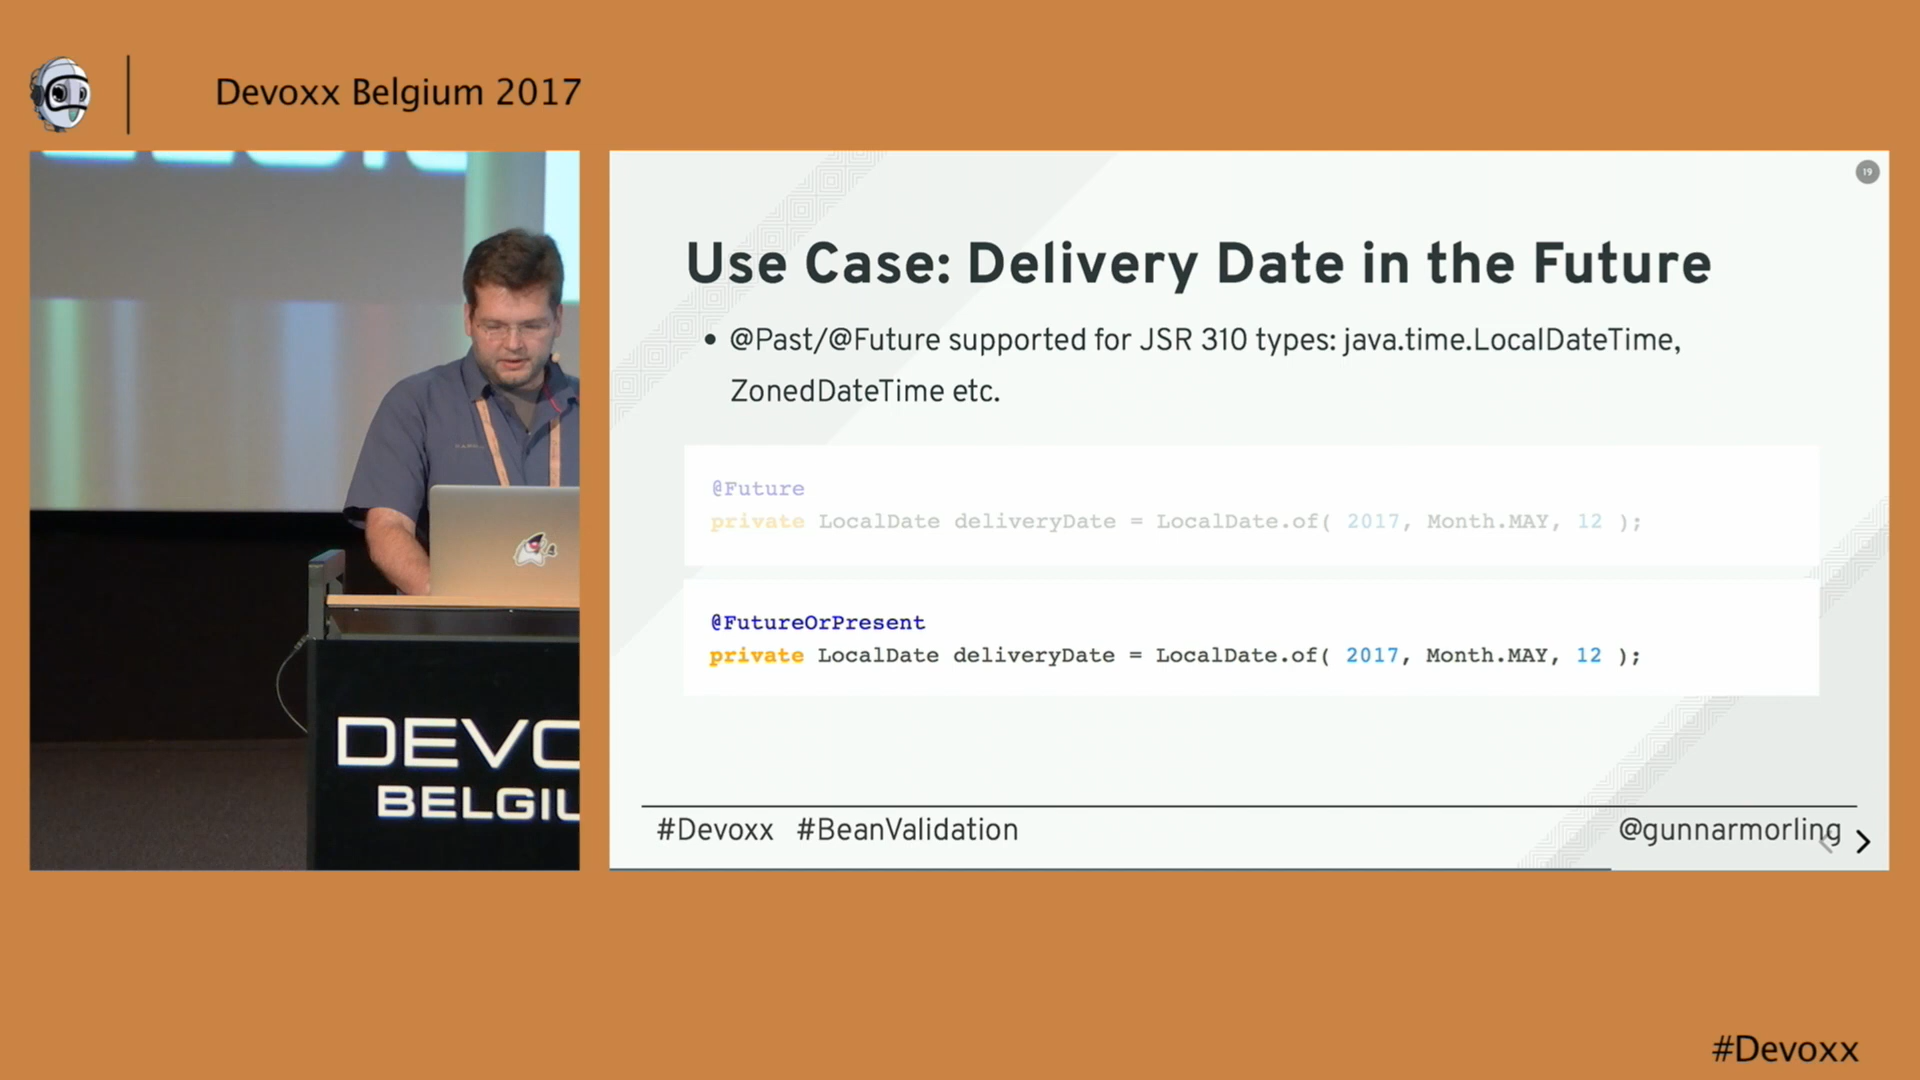 Devoxx Belgium 2017
19
Use Case: Delivery Date in the Future
• @Past/@Future supported for JSR 310 types: java.time.LocalDateTime,
ZonedDateTime etc.
@Future
private LocalDate deliveryDate = LocalDate.of( 2017, Month.MAY, 12 );
@FutureOrPresent
private LocalDate deliveryDate = LocalDate.of( 2017, Month.MAY, 12 );
#Devoxx #BeanValidation
@gunnarmorling
DEVO
BELGIU
#Devoxx